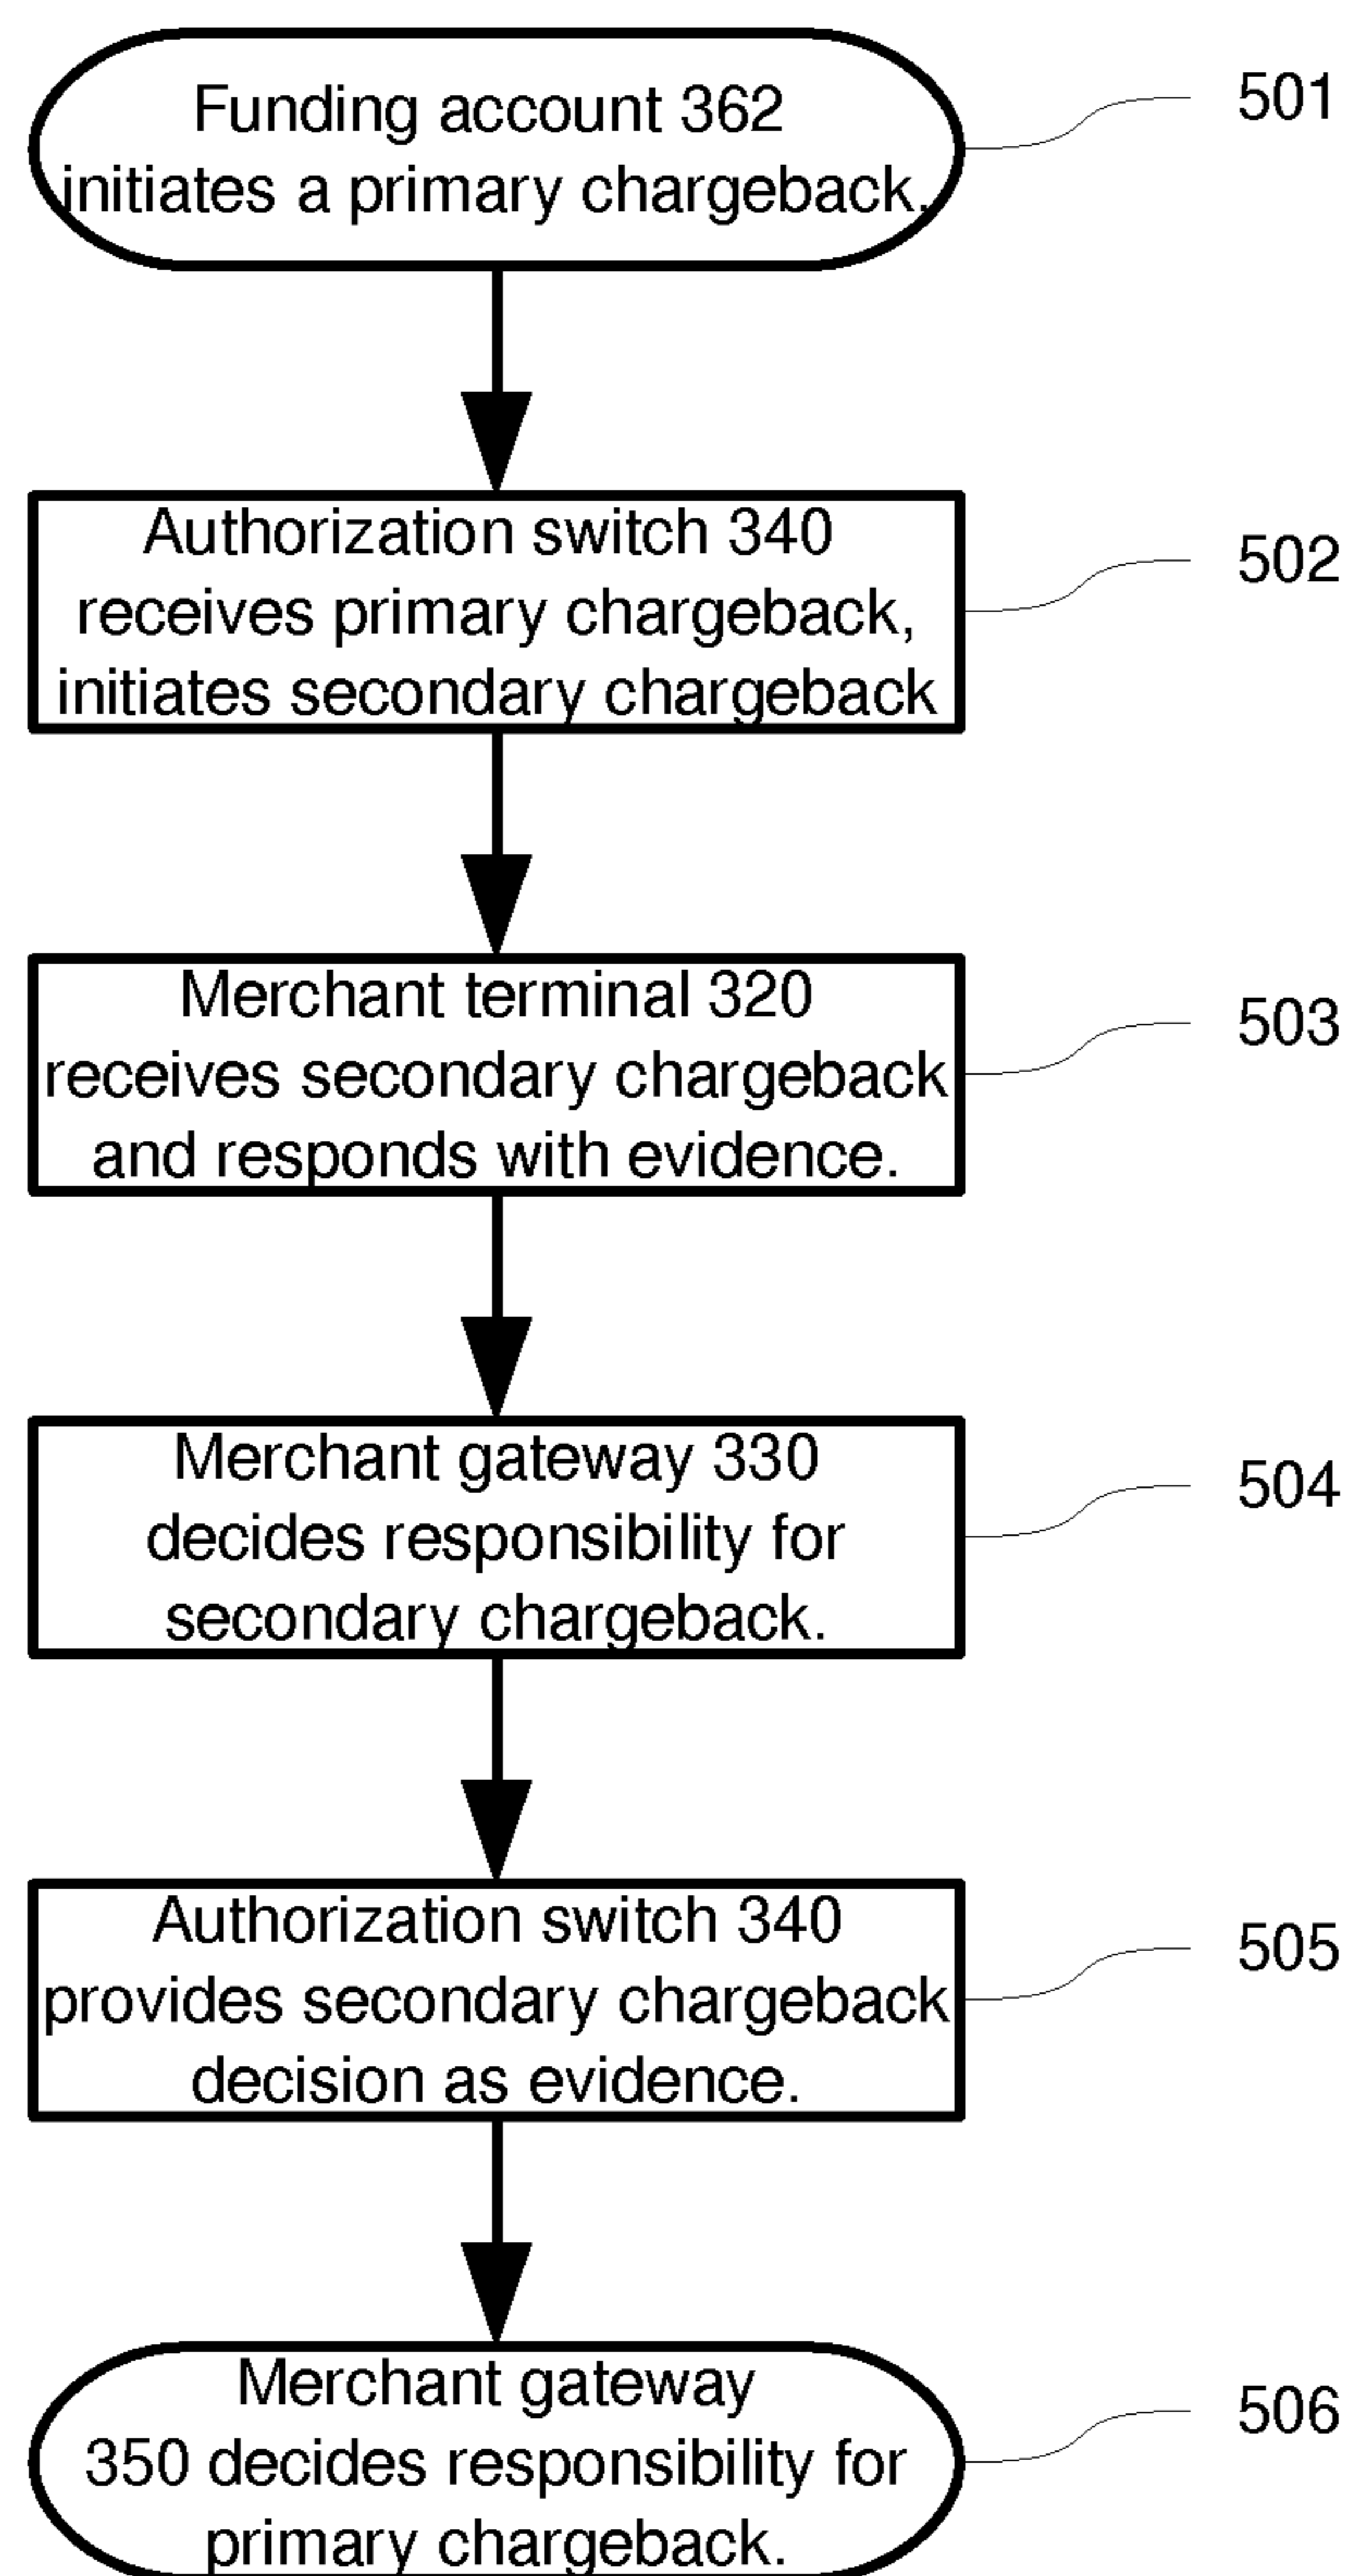 Funding account 362
initiates a primary chargeback.
501
Authorization switch 340
receives primary chargeback,
initiates secondary chargeback
502
Merchant terminal 320
receives secondary chargeback
and responds with evidence.
503
Merchant gateway 330
decides responsibility for
secondary chargeback.
504
Authorization switch 340
provides secondary chargeback
decision as evidence.
505
Merchant gateway
350 decides responsibility for
primary chargeback.
506